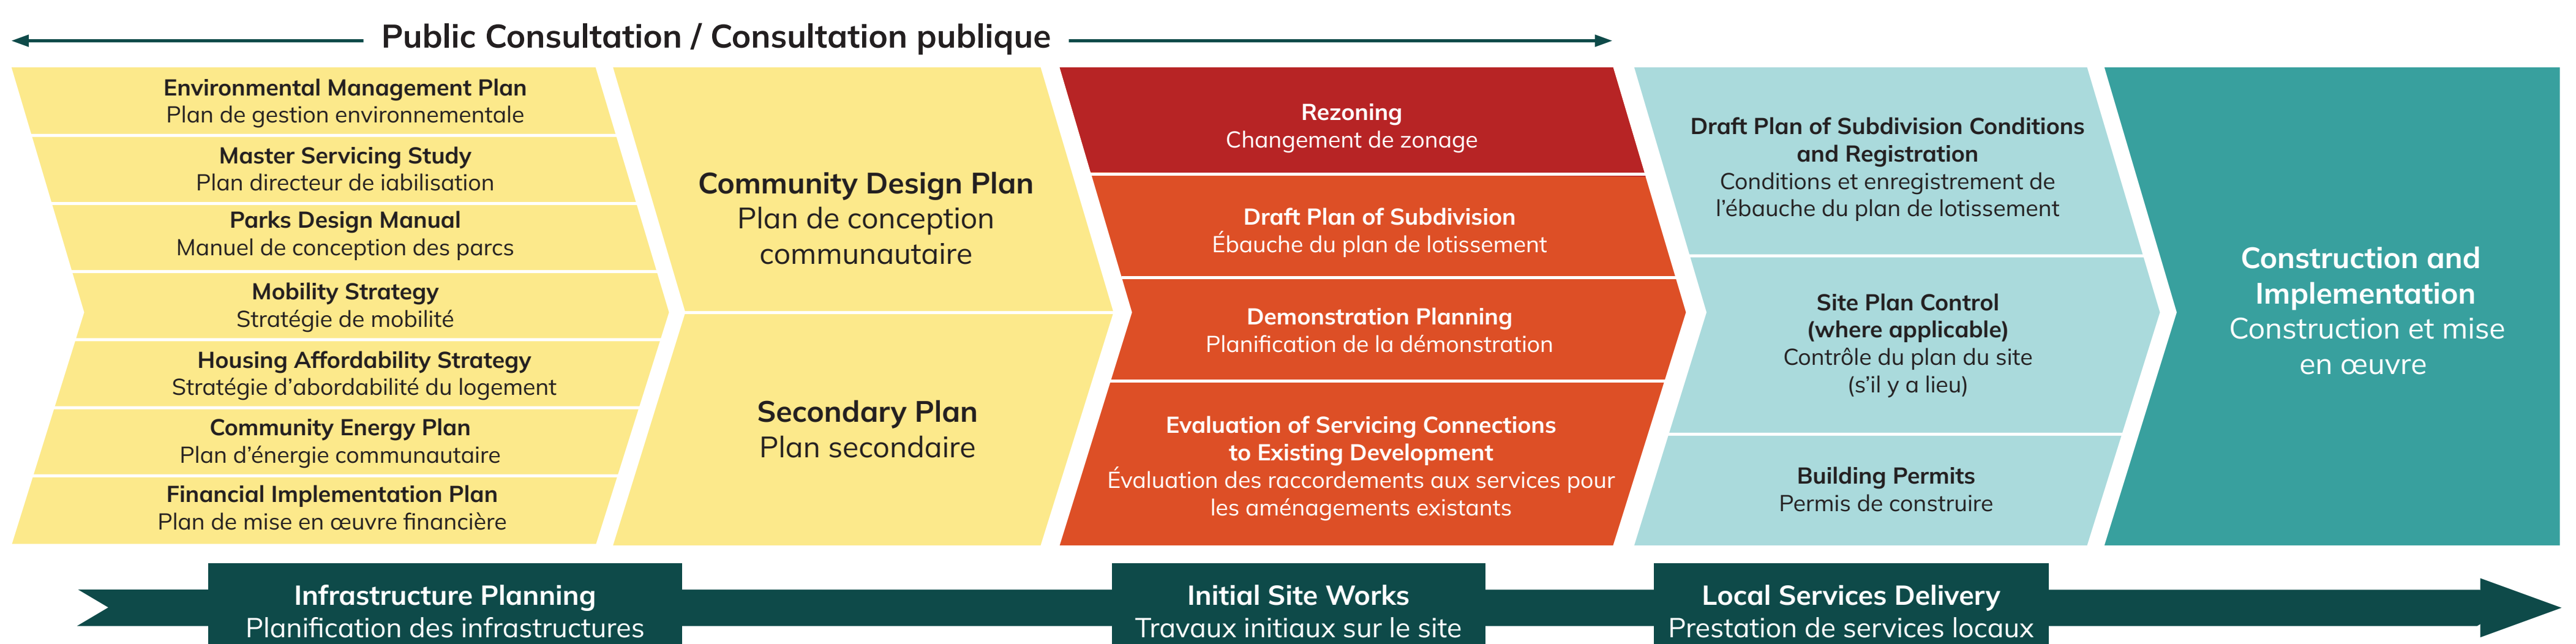 Public Consultation / Consultation publique
Environmental Management Plan
Plan de gestion environnementale
Master Servicing Study
Plan directeur de iabilisation
Parks Design Manual
Manuel de conception des parcs
Mobility Strategy
Stratégie de mobilité
Housing Affordability Strategy
Stratégie d’abordabilité du logement
Community Energy Plan
Plan d’énergie communautaire
Financial Implementation Plan
Plan de mise en œuvre financière
Community Design Plan
Plan de conception
communautaire
Secondary Plan
Plan secondaire
Rezoning
Changement de zonage
Draft Plan of Subdivision
Ébauche du plan de lotissement
Demonstration Planning
Planification de la démonstration
Evaluation of Servicing Connections
to Existing Development
Évaluation des raccordements aux services pour
les aménagements existants
Draft Plan of Subdivision Conditions
and Registration
Conditions et enregistrement de
l’ébauche du plan de lotissement
Site Plan Control
(where applicable)
Contrôle du plan du site
(s’il y a lieu)
Building Permits
Permis de construire
Construction and
Implementation
Construction et mise
en œuvre
Infrastructure Planning
Planification des infrastructures
Initial Site Works
Travaux initiaux sur le site
Local Services Delivery
Prestation de services locaux